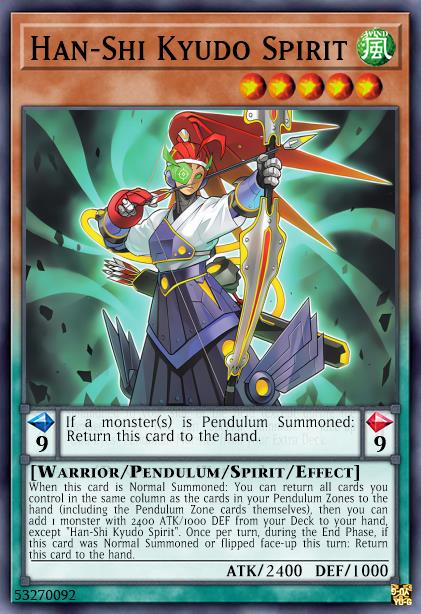 Han-Shi Kyudo Spirit
WIND
風
9
If a monster(s) is Pendulum Summoned:
Return this card to the hand.
9
[Warrior/Pendulum/Spirit/Effect]
When this card is Normal Summoned: You can return all cards you
control in the same column as the cards in your Pendulum Zones to the
hand (including the Pendulum Zone cards themselves), then you can
add 1 monster with 2400 ATK/1000 DEF from your Deck to your hand,
except "Han-Shi Kyudo Spirit". Once per turn, during the End Phase, if
this card was Normal Summoned or flipped face-up this turn: Return
this card to the hand.
ATK/2400 DEF/1000
53270092